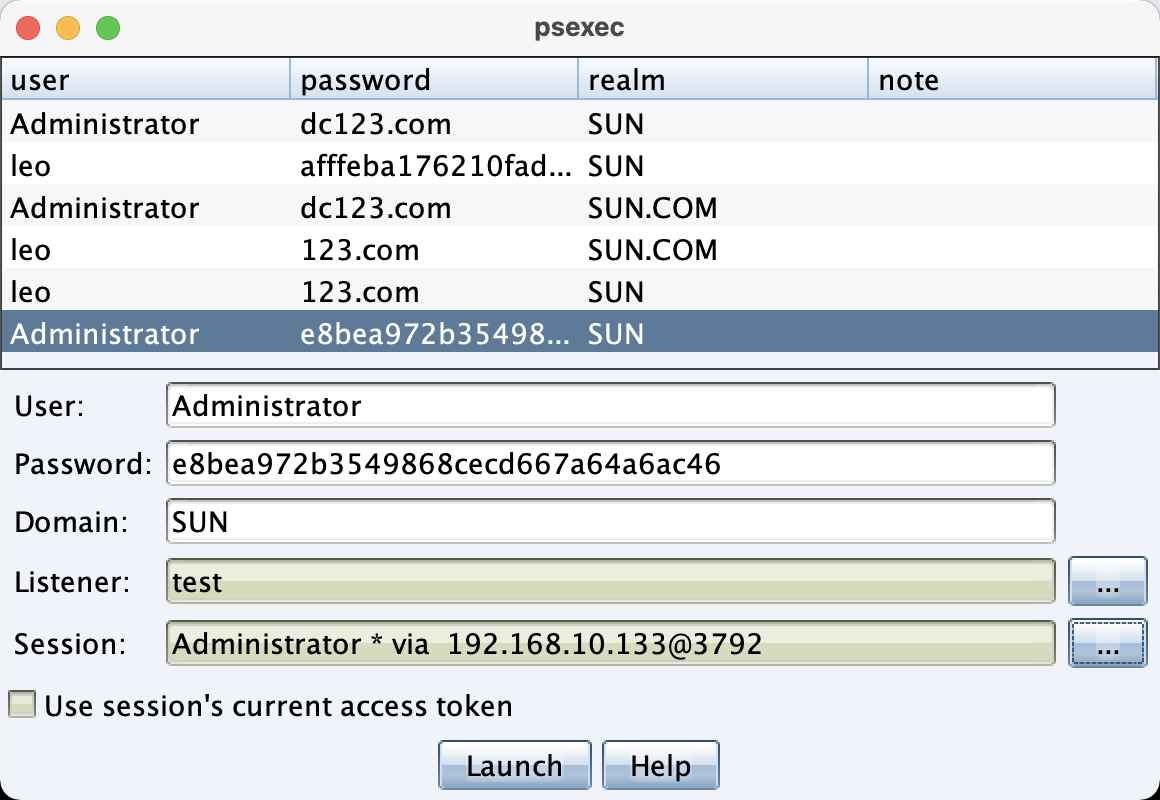 psexec
user password realm note
Administrator dc123.com SUN
leo afffeba176210fad... SUN
Administrator dc123.com SUN.COM
leo 123.com SUN.COM
leo 123.com SUN
Administrator e8bea972b35498... SUN
User: Administrator
Password: e8bea972b3549868cecd667a64a6ac46
Domain: SUN
Listener: test ...
Session: Administrator * via  192.168.10.133@3792 ...
Use session's current access token
Launch Help